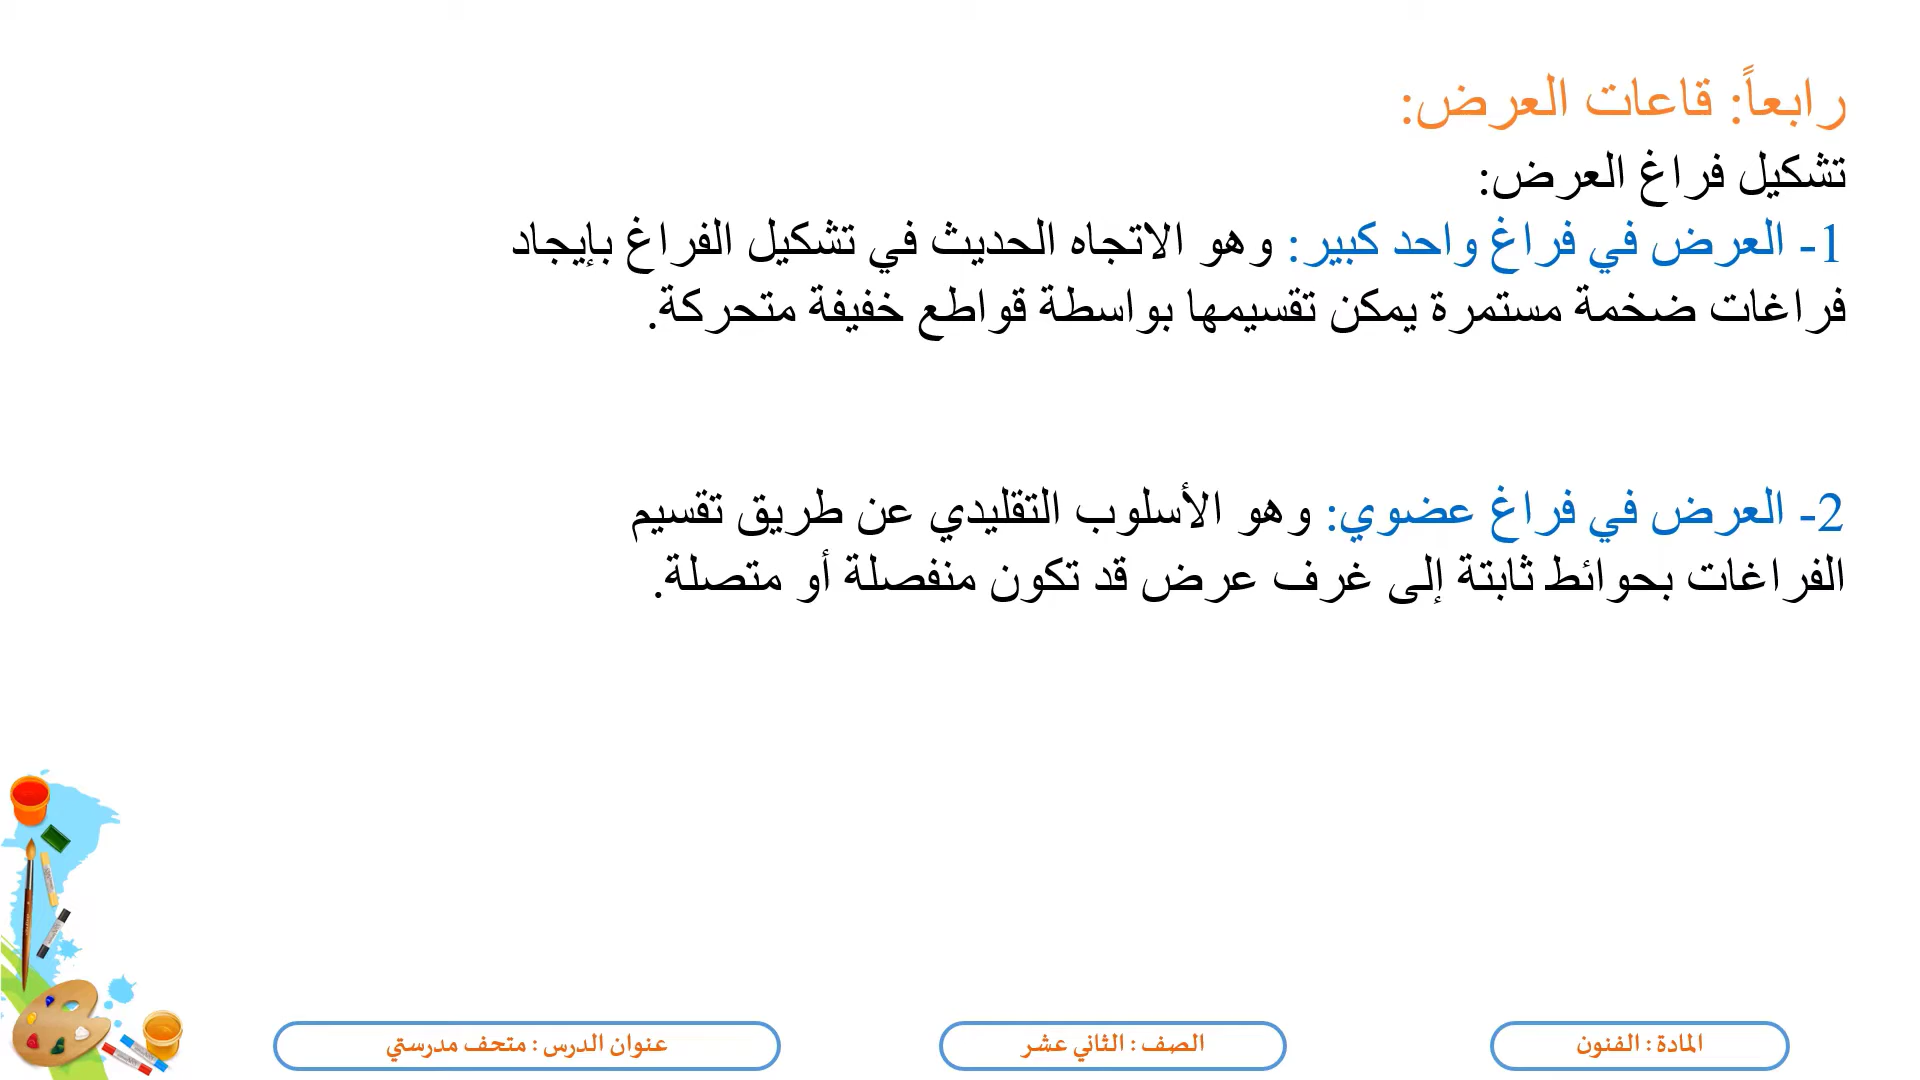 رابعاً: قاعات العرض:
تشكيل فراغ العرض:
1- العرض في فراغ واحد كبير: وهو الاتجاه الحديث في تشكيل الفراغ بإيجاد
فراغات ضخمة مستمرة يمكن تقسيمها بواسطة قواطع خفيفة متحركة.
2- العرض في فراغ عضوي: وهو الأسلوب التقليدي عن طريق تقسيم
الفراغات بحوائط ثابتة إلى غرف عرض قد تكون منفصلة أو متصلة.
المادة : الفنون
الصف : الثاني عشر
عنوان الدرس : متحف مدرستي